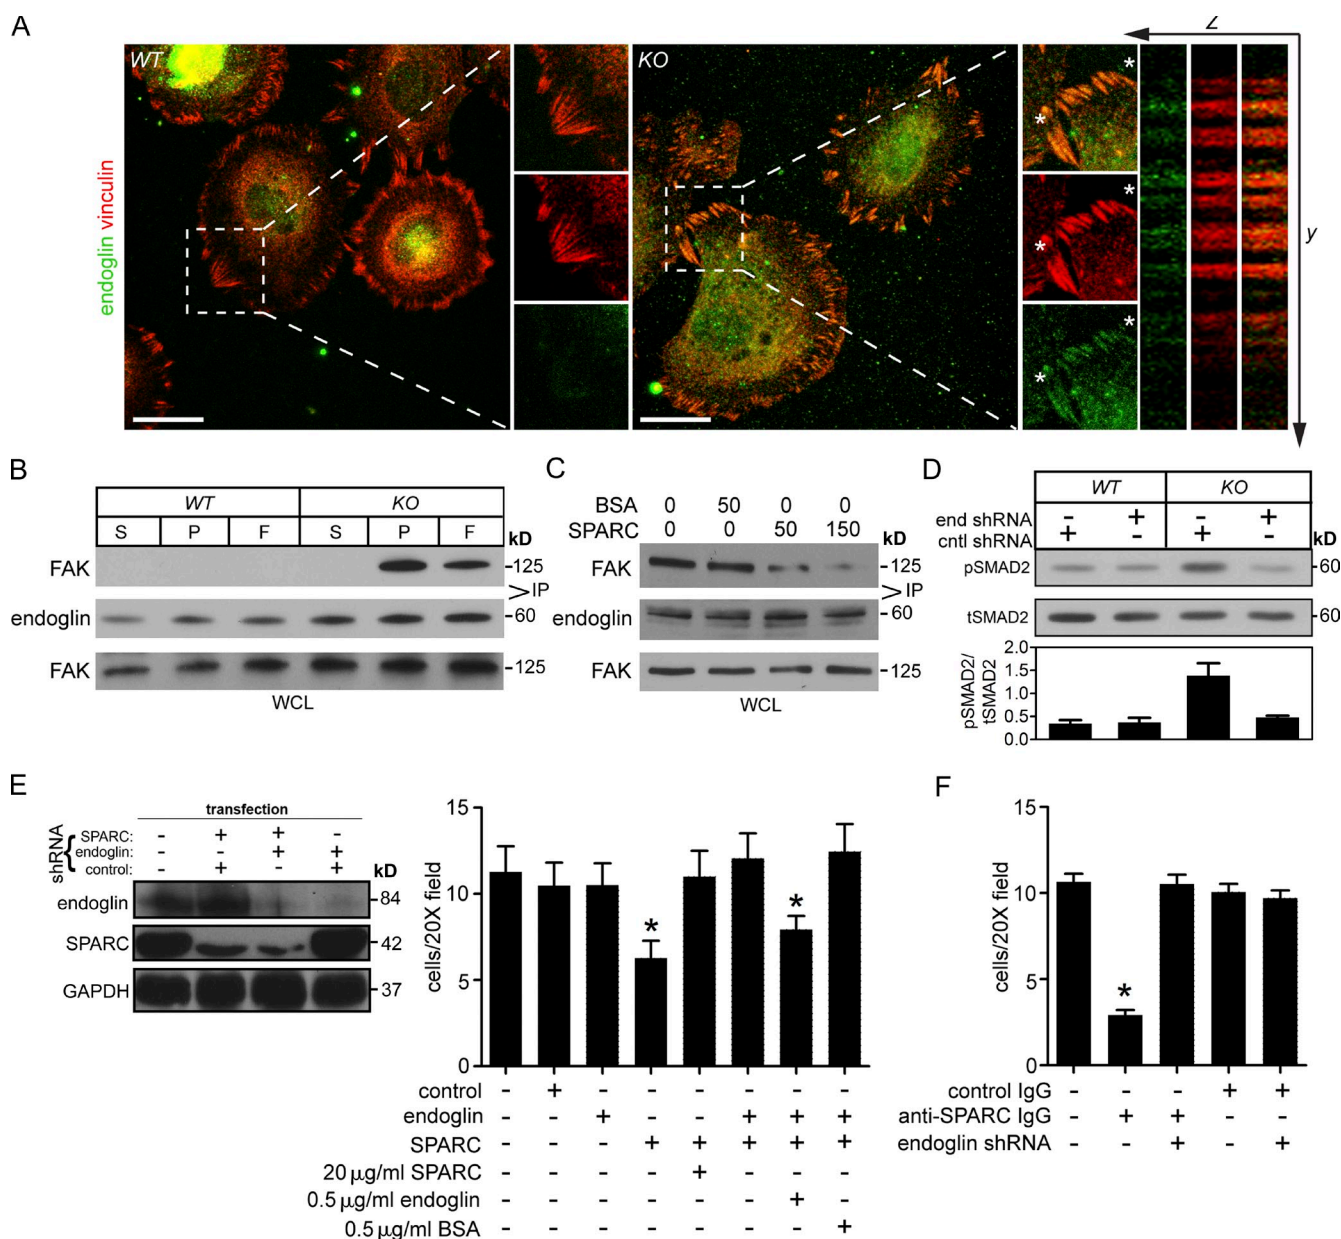 A
WT
KO
Z
y
endoglin vinculin
*
*
*
*
*
*
B
WT KO
S P F S P F kD
FAK -125
>IP
endoglin -60
FAK -125
WCL
C
BSA 0 50 0 0
SPARC 0 0 50 150 kD
FAK -125
>IP
endoglin -60
FAK -125
WCL
D
WT KO
end shRNA - + - +
cntl shRNA + - + - kD
pSMAD2 60
tSMAD2 60
pSMAD2/
tSMAD2
2.0
1.5
1.0
0.5
0.0
E
transfection
shRNA {
SPARC: - + + -
endoglin: - - + +
control: - + - + kD
endoglin -84
SPARC -42
GAPDH -37
cells/20X field
15
10
5
0
*
*
control - + - - - - - -
endoglin - - + - - + + +
SPARC - - - + + + + +
20 µg/ml SPARC - - - - + - - -
0.5 µg/ml endoglin - - - - - - + -
0.5 µg/ml BSA - - - - - - - +
F
cells/20X field
15
10
5
0
*
control IgG - - - + +
anti-SPARC IgG - + + - -
endoglin shRNA - - + - +